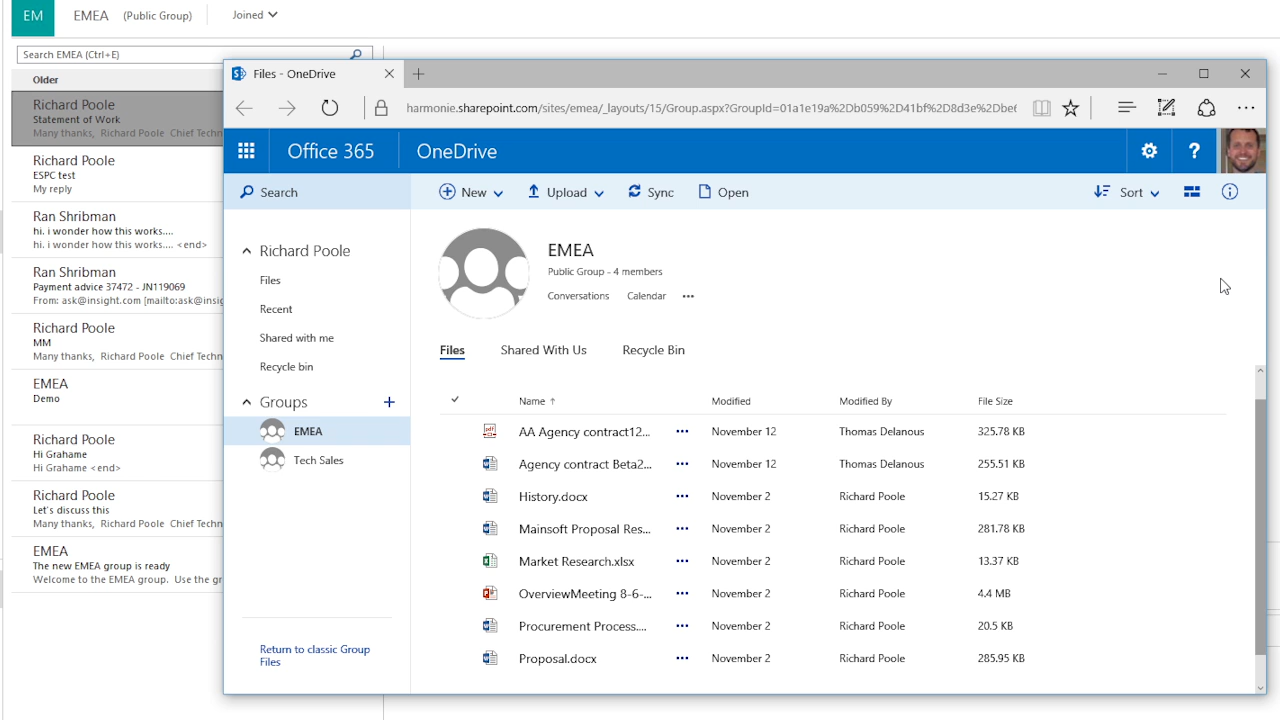 EM
EMEA (Public Group)
Joined
Search EMEA (Ctrl+E)
Older
Richard Poole
Statement of Work
Many thanks, Richard Poole Chief Techn
Richard Poole
ESPC test
My reply
Ran Shribman
hi. i wonder how this works....
hi. i wonder how this works.... <end>
Ran Shribman
Payment advice 37472 - JN119069
From: ask@insight.com [mailto:ask@insig
Richard Poole
MM
Many thanks, Richard Poole Chief Techn
EMEA
Demo
Richard Poole
Hi Grahame
Hi Grahame <end>
Richard Poole
Let's discuss this
Many thanks, Richard Poole Chief Techn
EMEA
The new EMEA group is ready
Welcome to the EMEA group. Use the gr
Files - OneDrive
harmonie.sharepoint.com/sites/emea/_layouts/15/Group.aspx?GroupId=01a1e19a%2Db059%2D41bf%2D8d3e%2Dbe6
Office 365
OneDrive
Search
New
Upload
Sync
Open
Sort
Richard Poole
Files
Recent
Shared with me
Recycle bin
Groups
EMEA
Tech Sales
Return to classic Group
Files
EMEA
Public Group - 4 members
Conversations Calendar ...
Files Shared With Us Recycle Bin
Name Modified Modified By File Size
AA Agency contract12... ... November 12 Thomas Delanous 325.78 KB
Agency contract Beta2... ... November 12 Thomas Delanous 255.51 KB
History.docx ... November 2 Richard Poole 15.27 KB
Mainsoft Proposal Res... ... November 2 Richard Poole 281.78 KB
Market Research.xlsx ... November 2 Richard Poole 13.37 KB
OverviewMeeting 8-6-... ... November 2 Richard Poole 4.4 MB
Procurement Process.... ... November 2 Richard Poole 20.5 KB
Proposal.docx ... November 2 Richard Poole 285.95 KB